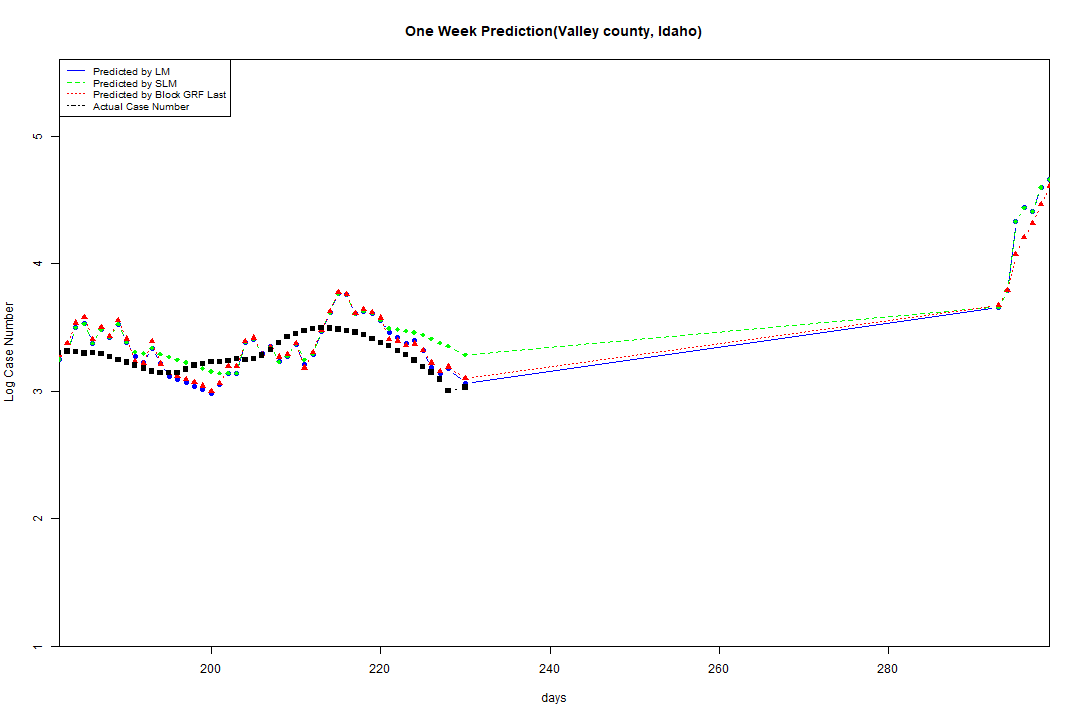 One Week Prediction(Valley county, Idaho)
Predicted by LM
Predicted by SLM
Predicted by Block GRF Last
Actual Case Number
5
4
3
2
1
Log Case Number
200 220 240 260 280
days